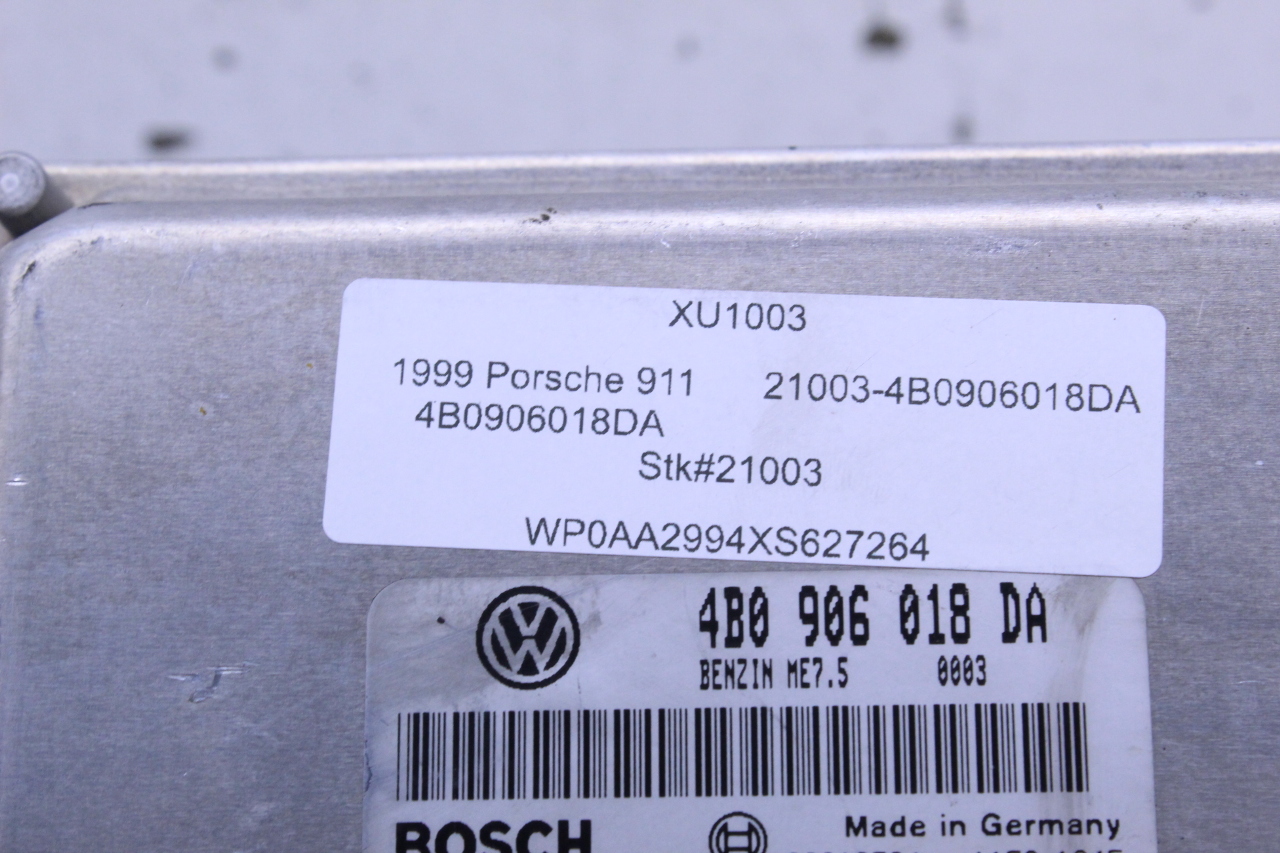 XU1003
1999 Porsche 911 21003-4B0906018DA
4B0906018DA
Stk#21003
WP0AA2994XS627264
VW 4B0 906 018 DA
BENZIN ME7.5 0003
BOSCH Made in Germany